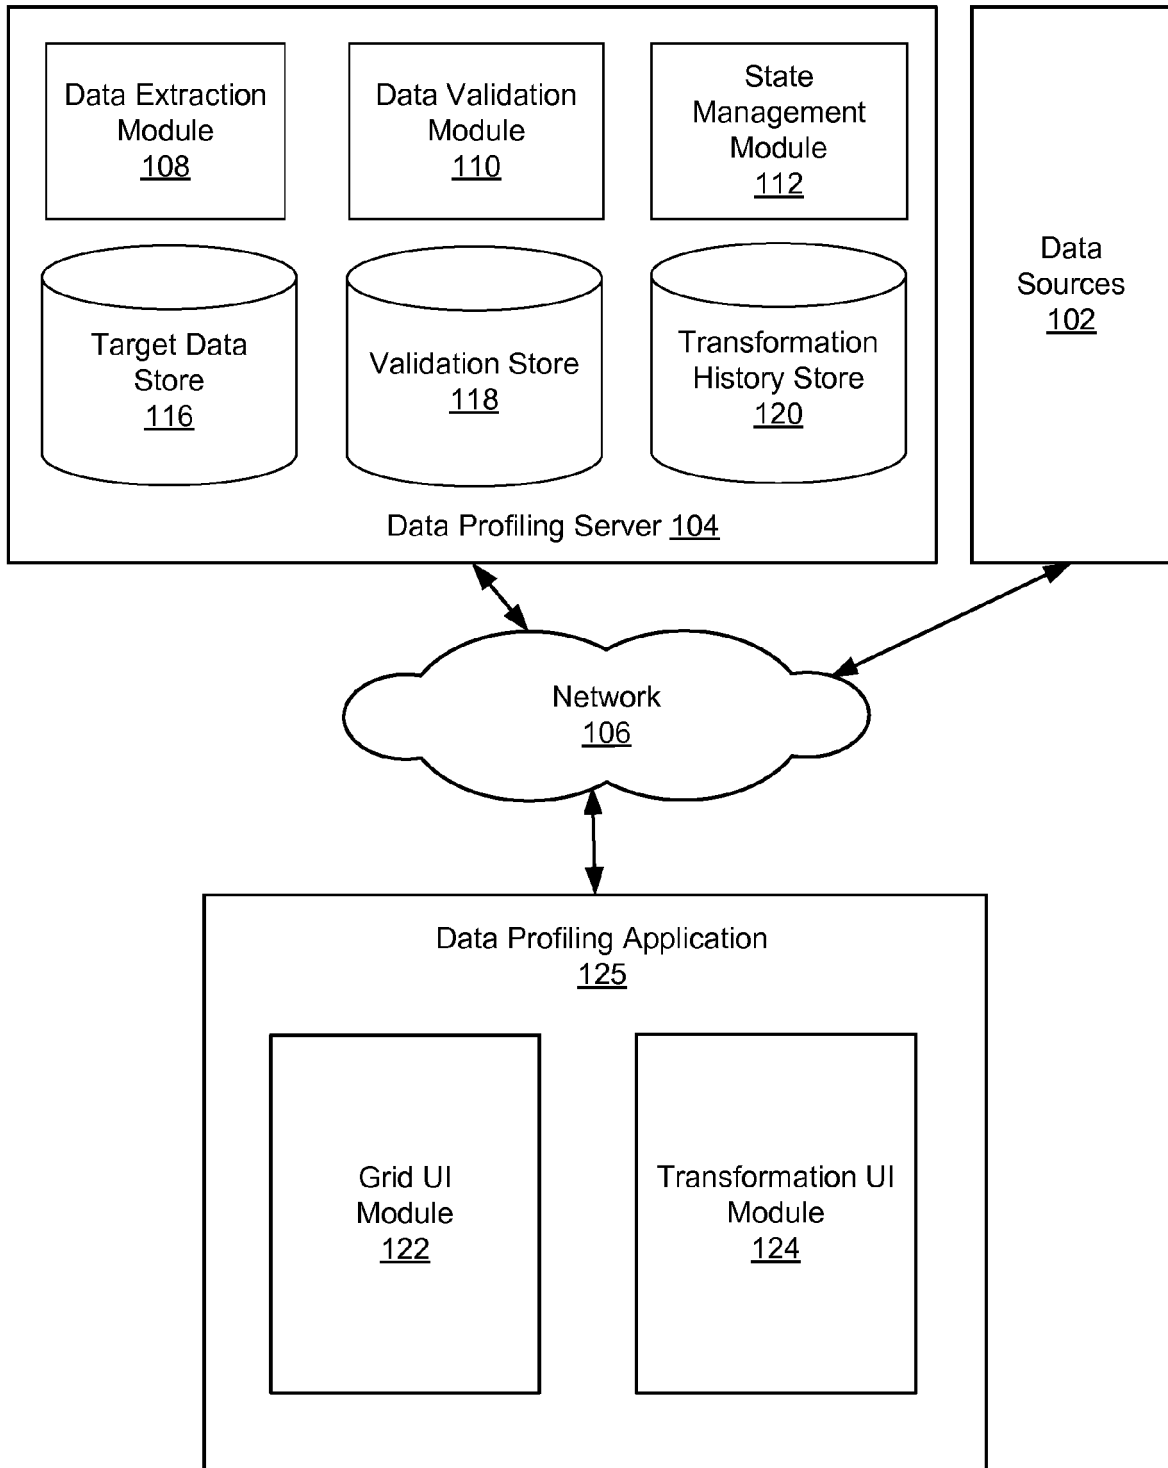 Data Extraction
Module
108
Data Validation
Module
110
State
Management
Module
112
Target Data
Store
116
Validation Store
118
Transformation
History Store
120
Data Profiling Server 104
Data
Sources
102
Network
106
Data Profiling Application
125
Grid UI
Module
122
Transformation UI
Module
124